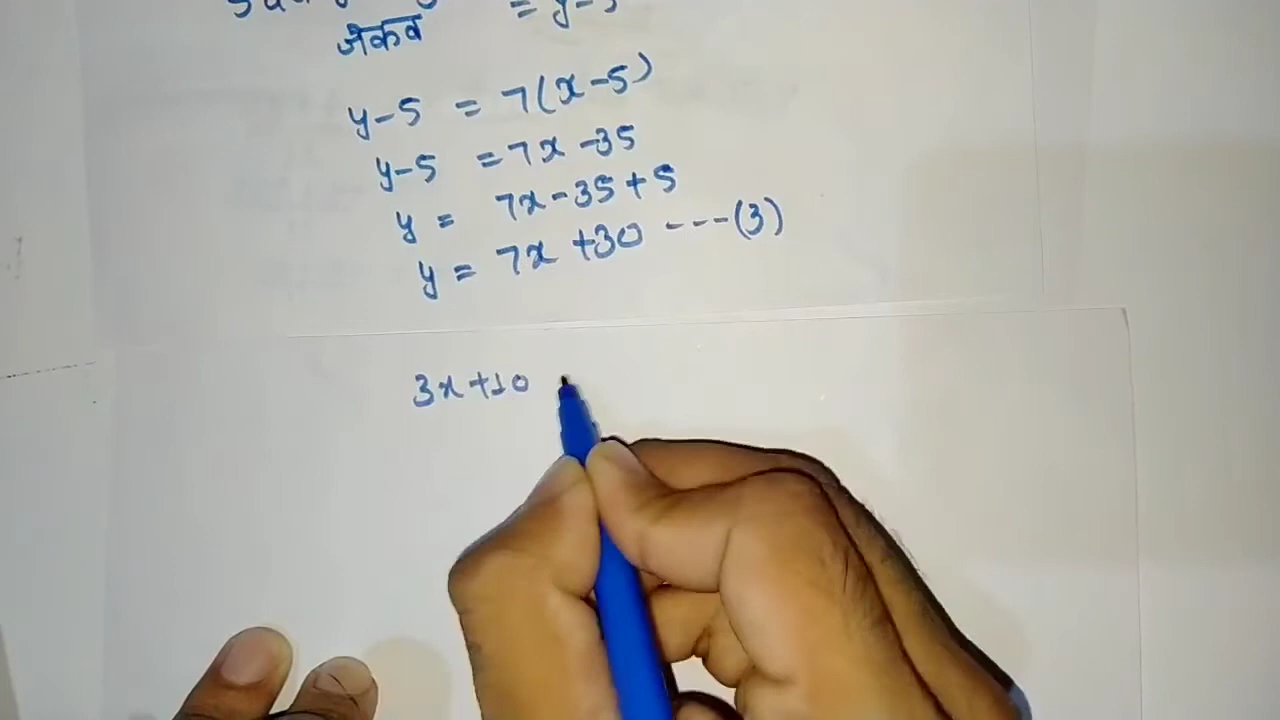 जेकव
y-5 = 7(x-5)
y-5 = 7x-35
y = 7x-35+5
y = 7x +30 ---(3)
3x+10